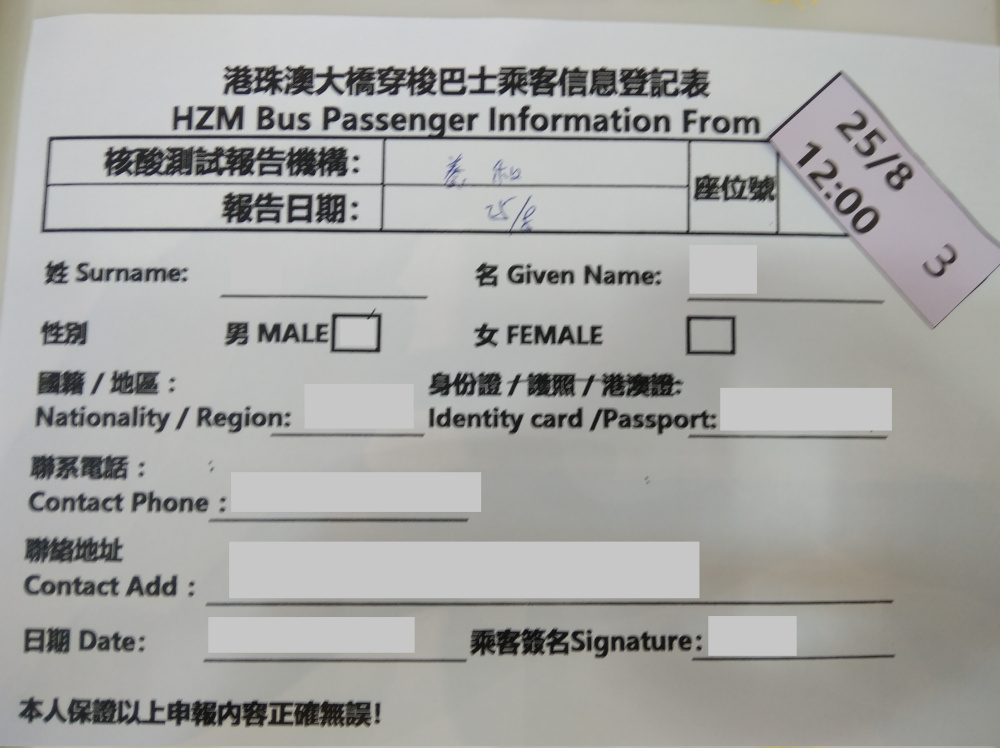 港珠澳大橋穿梭巴士乘客信息登記表
HZM Bus Passenger Information From
核酸測試報告機構：
座位號
報告日期： 25/8
25/8
12:00 3
姓 Surname: 名 Given Name:
性別 男 MALE 女 FEMALE
國籍 / 地區： 身份證 / 護照 / 港澳證:
Nationality / Region: Identity card /Passport:
聯系電話：
Contact Phone：
聯絡地址
Contact Add：
日期 Date: 乘客簽名Signature:
本人保證以上申報内容正確無誤!